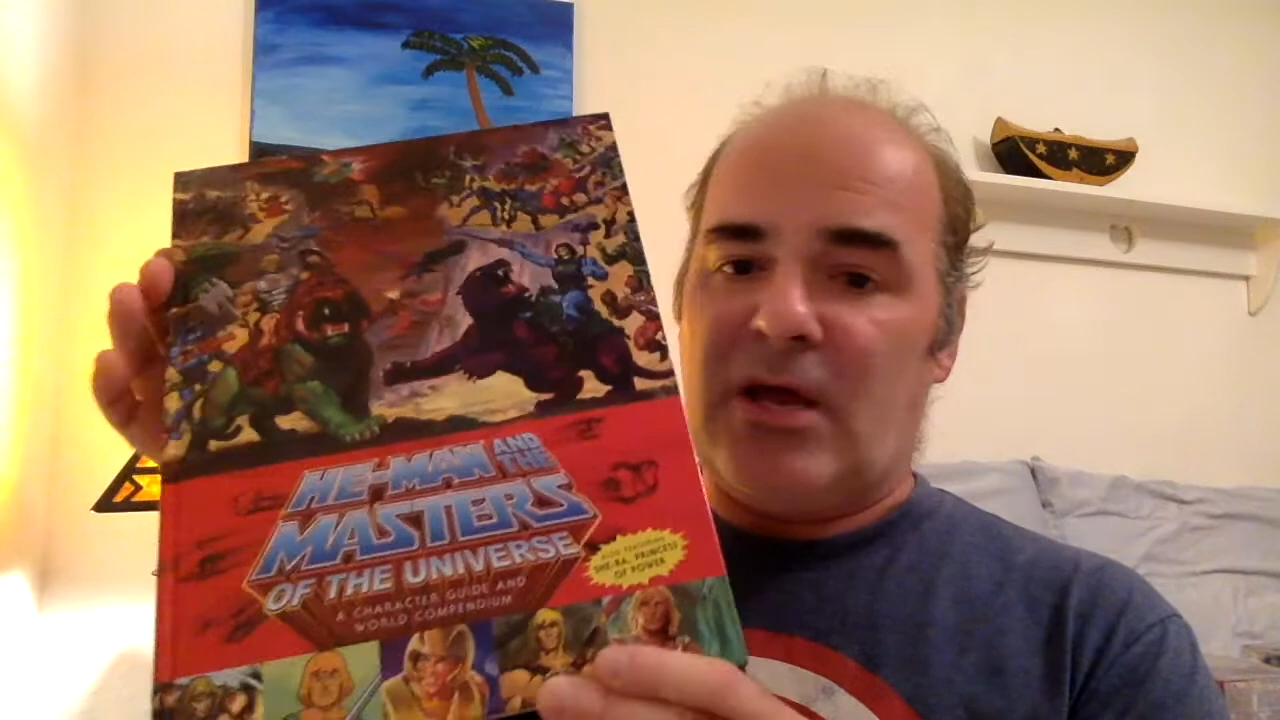 HE-MAN AND THE
MASTERS
OF THE UNIVERSE
A CHARACTER GUIDE AND
WORLD COMPENDIUM
ALSO FEATURING
SHE-RA, PRINCESS
OF POWER